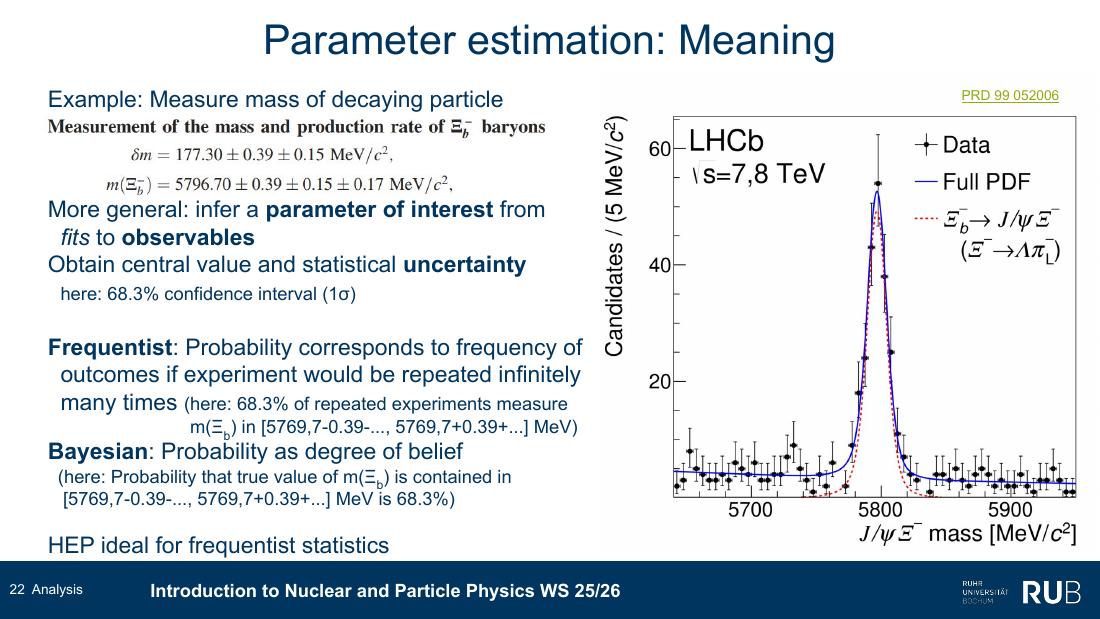 Parameter estimation: Meaning
Example: Measure mass of decaying particle
Measurement of the mass and production rate of Ξ_b^- baryons
δm = 177.30 ± 0.39 ± 0.15 MeV/c²,
m(Ξ_b^-) = 5796.70 ± 0.39 ± 0.15 ± 0.17 MeV/c²,
More general: infer a parameter of interest from
fits to observables
Obtain central value and statistical uncertainty
here: 68.3% confidence interval (1σ)
Frequentist: Probability corresponds to frequency of
outcomes if experiment would be repeated infinitely
many times (here: 68.3% of repeated experiments measure
m(Ξ_b) in [5769,7-0.39-..., 5769,7+0.39+...] MeV)
Bayesian: Probability as degree of belief
(here: Probability that true value of m(Ξ_b) is contained in
[5769,7-0.39-..., 5769,7+0.39+...] MeV is 68.3%)
HEP ideal for frequentist statistics
PRD 99 052006
Candidates / (5 MeV/c²)
60
40
20
LHCb
√s=7,8 TeV
Data
Full PDF
Ξ_b^-→ J/ψ Ξ^-
(Ξ^-→Λπ_L^-)
5700
5800
5900
J/ψ Ξ^- mass [MeV/c²]
22 Analysis
Introduction to Nuclear and Particle Physics WS 25/26
RUHR
UNIVERSITÄT
BOCHUM
RUB